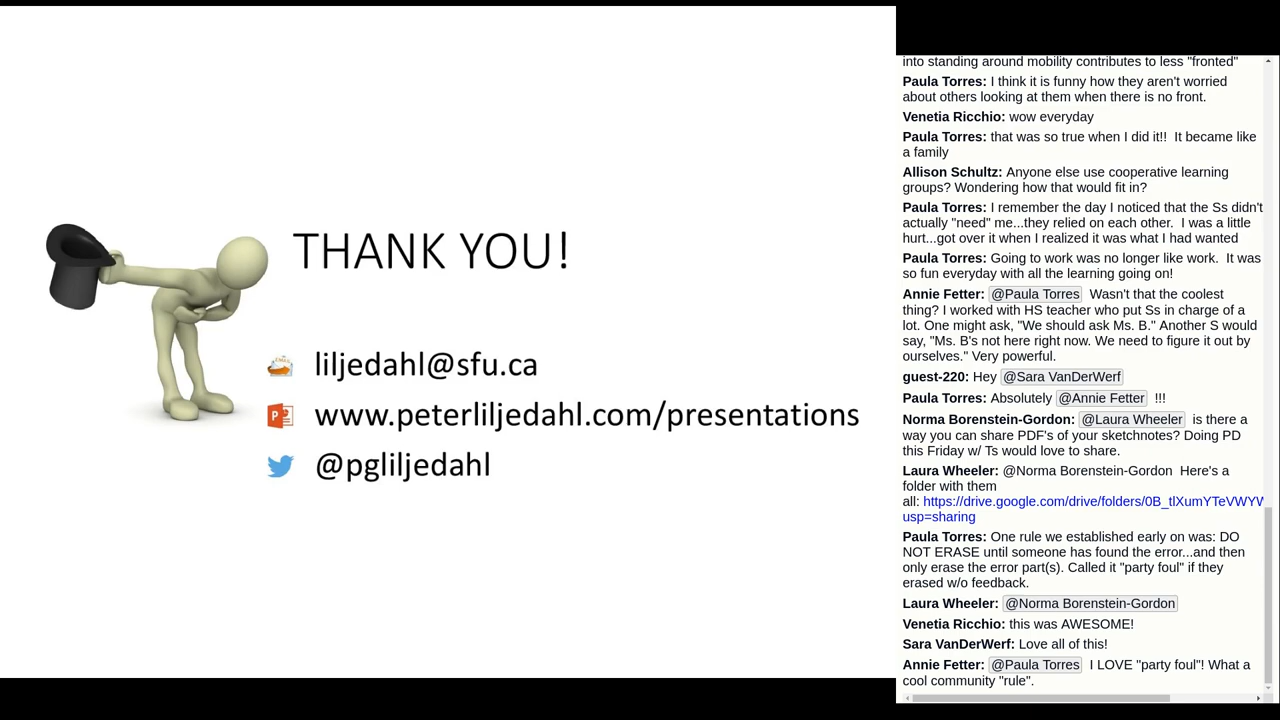 THANK YOU!
liljedahl@sfu.ca
www.peterliljedahl.com/presentations
@pgliljedahl
into standing around mobility contributes to less "fronted"
Paula Torres: I think it is funny how they aren't worried
about others looking at them when there is no front.
Venetia Ricchio: wow everyday
Paula Torres: that was so true when I did it!! It became like
a family
Allison Schultz: Anyone else use cooperative learning
groups? Wondering how that would fit in?
Paula Torres: I remember the day I noticed that the Ss didn't
actually "need" me...they relied on each other. I was a little
hurt...got over it when I realized it was what I had wanted
Paula Torres: Going to work was no longer like work. It was
so fun everyday with all the learning going on!
Annie Fetter: @Paula Torres Wasn't that the coolest
thing? I worked with HS teacher who put Ss in charge of a
lot. One might ask, "We should ask Ms. B." Another S would
say, "Ms. B's not here right now. We need to figure it out by
ourselves." Very powerful.
guest-220: Hey @Sara VanDerWerf
Paula Torres: Absolutely @Annie Fetter !!!
Norma Borenstein-Gordon: @Laura Wheeler is there a
way you can share PDF's of your sketchnotes? Doing PD
this Friday w/ Ts would love to share.
Laura Wheeler: @Norma Borenstein-Gordon Here's a
folder with them
all: https://drive.google.com/drive/folders/0B_tlXumYTeVWYW
usp=sharing
Paula Torres: One rule we established early on was: DO
NOT ERASE until someone has found the error...and then
only erase the error part(s). Called it "party foul" if they
erased w/o feedback.
Laura Wheeler: @Norma Borenstein-Gordon
Venetia Ricchio: this was AWESOME!
Sara VanDerWerf: Love all of this!
Annie Fetter: @Paula Torres I LOVE "party foul"! What a
cool community "rule".